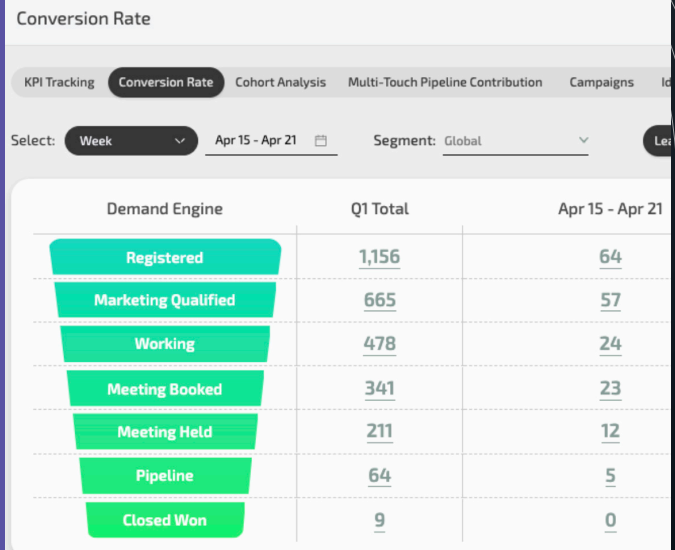 Conversion Rate
KPI Tracking Conversion Rate Cohort Analysis Multi-Touch Pipeline Contribution Campaigns
Select: Week Apr 15 - Apr 21 Segment: Global
Demand Engine Q1 Total Apr 15 - Apr 21
Registered 1,156 64
Marketing Qualified 665 57
Working 478 24
Meeting Booked 341 23
Meeting Held 211 12
Pipeline 64 5
Closed Won 9 0